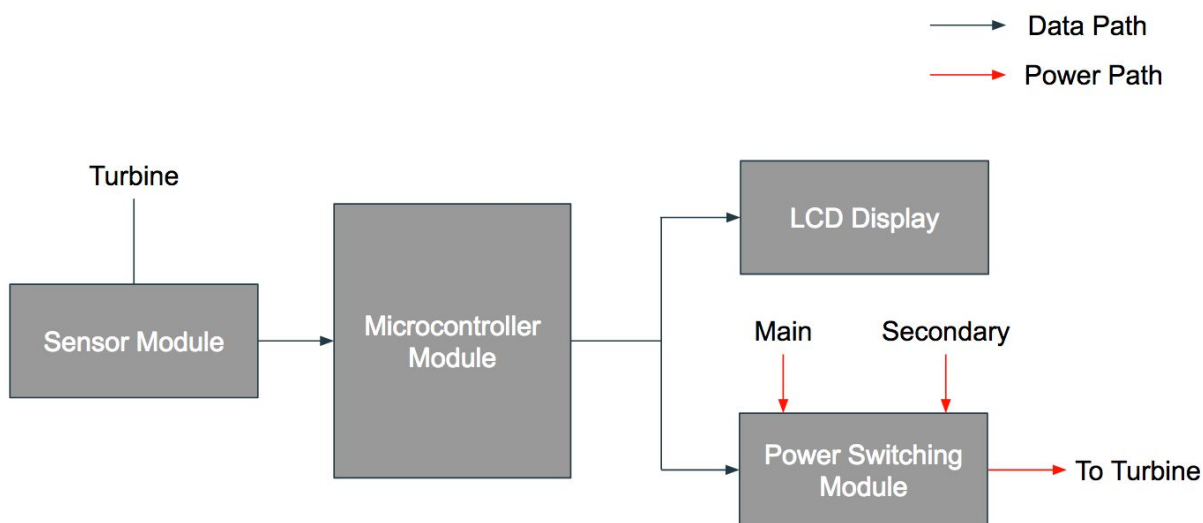 Data Path
Power Path
Turbine
Sensor Module
Microcontroller
Module
LCD Display
Main
Secondary
Power Switching
Module
To Turbine